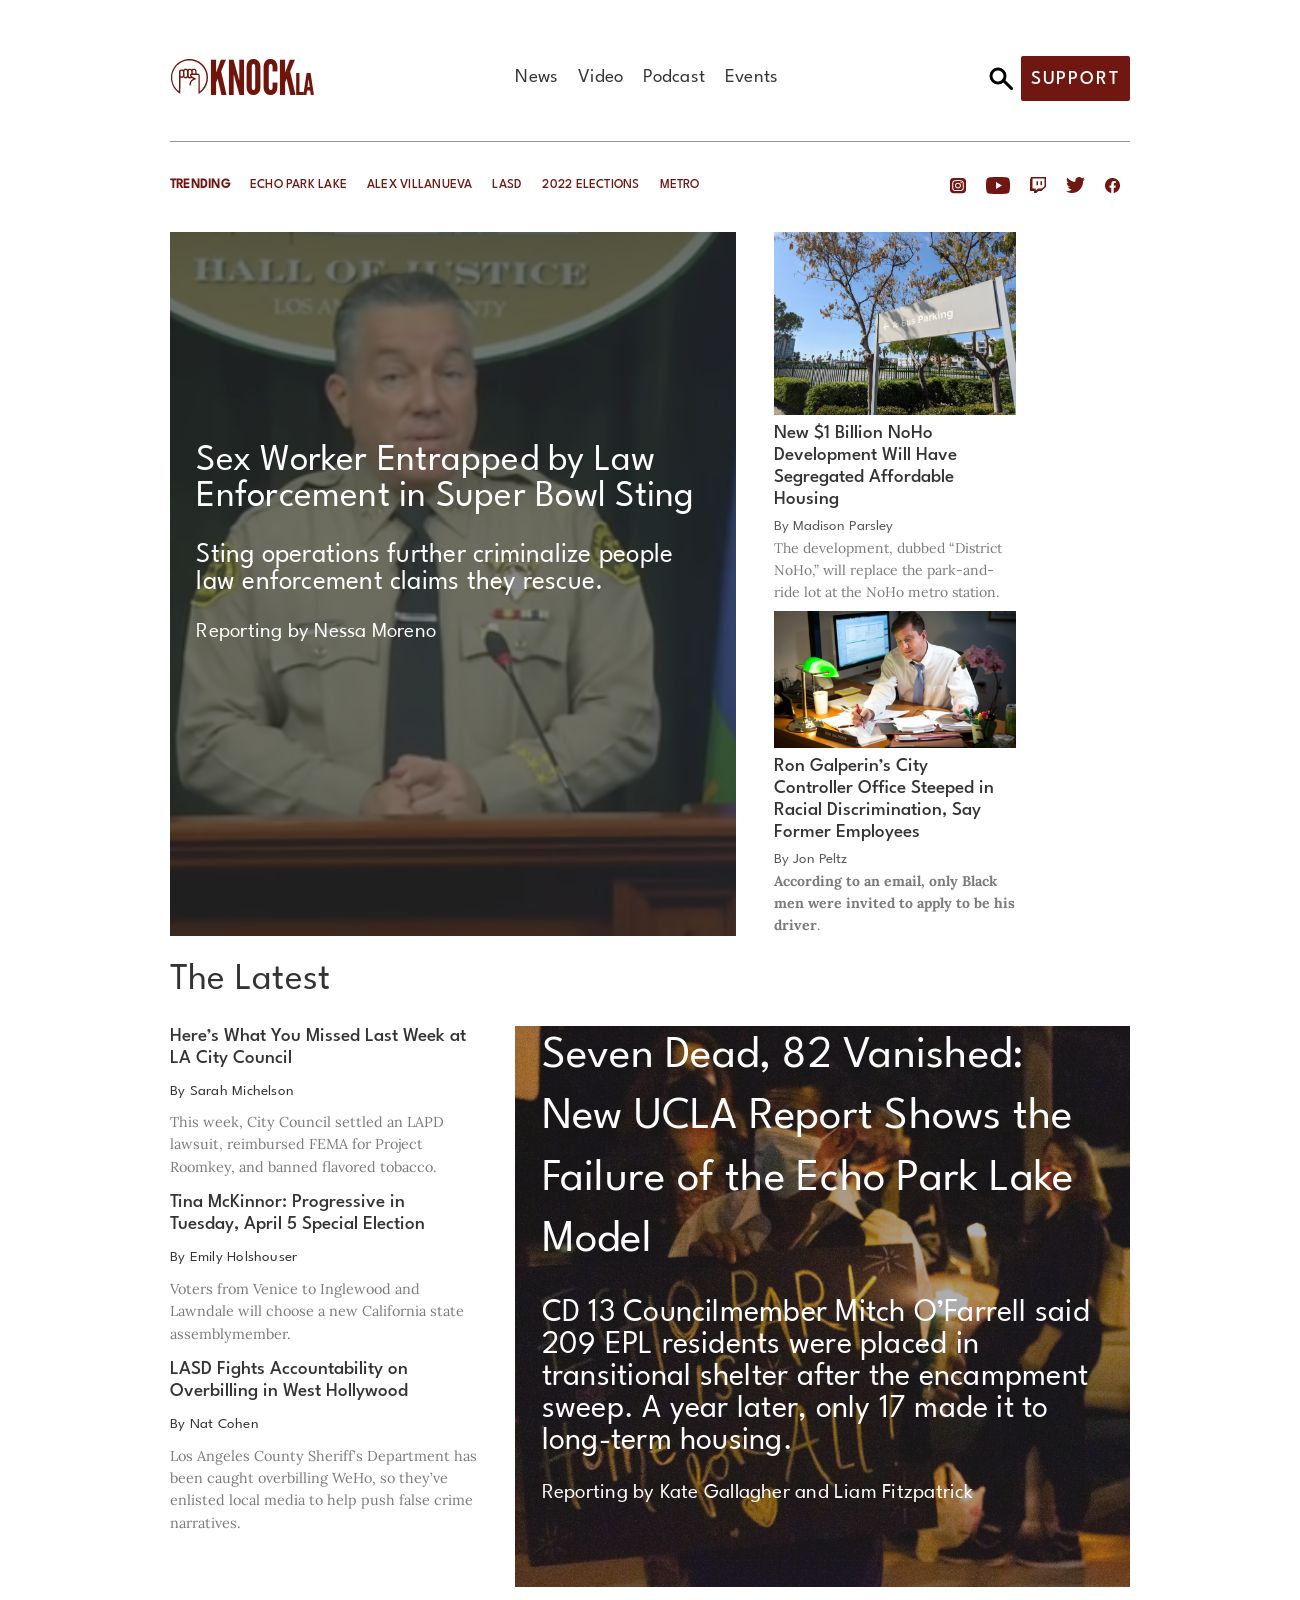 KNOCKLA
News Video Podcast Events
SUPPORT
TRENDING ECHO PARK LAKE ALEX VILLANUEVA LASD 2022 ELECTIONS METRO
HALL OF JUSTICE
Sex Worker Entrapped by Law
Enforcement in Super Bowl Sting
Sting operations further criminalize people
law enforcement claims they rescue.
Reporting by Nessa Moreno
Bus Parking
New $1 Billion NoHo
Development Will Have
Segregated Affordable
Housing
By Madison Parsley
The development, dubbed “District
NoHo,” will replace the park-and-
ride lot at the NoHo metro station.
Ron Galperin’s City
Controller Office Steeped in
Racial Discrimination, Say
Former Employees
By Jon Peltz
According to an email, only Black
men were invited to apply to be his
driver.
The Latest
Here’s What You Missed Last Week at
LA City Council
By Sarah Michelson
This week, City Council settled an LAPD
lawsuit, reimbursed FEMA for Project
Roomkey, and banned flavored tobacco.
Tina McKinnor: Progressive in
Tuesday, April 5 Special Election
By Emily Holshouser
Voters from Venice to Inglewood and
Lawndale will choose a new California state
assemblymember.
LASD Fights Accountability on
Overbilling in West Hollywood
By Nat Cohen
Los Angeles County Sheriff’s Department has
been caught overbilling WeHo, so they’ve
enlisted local media to help push false crime
narratives.
Seven Dead, 82 Vanished:
New UCLA Report Shows the
Failure of the Echo Park Lake
Model
CD 13 Councilmember Mitch O’Farrell said
209 EPL residents were placed in
transitional shelter after the encampment
sweep. A year later, only 17 made it to
long-term housing.
Reporting by Kate Gallagher and Liam Fitzpatrick